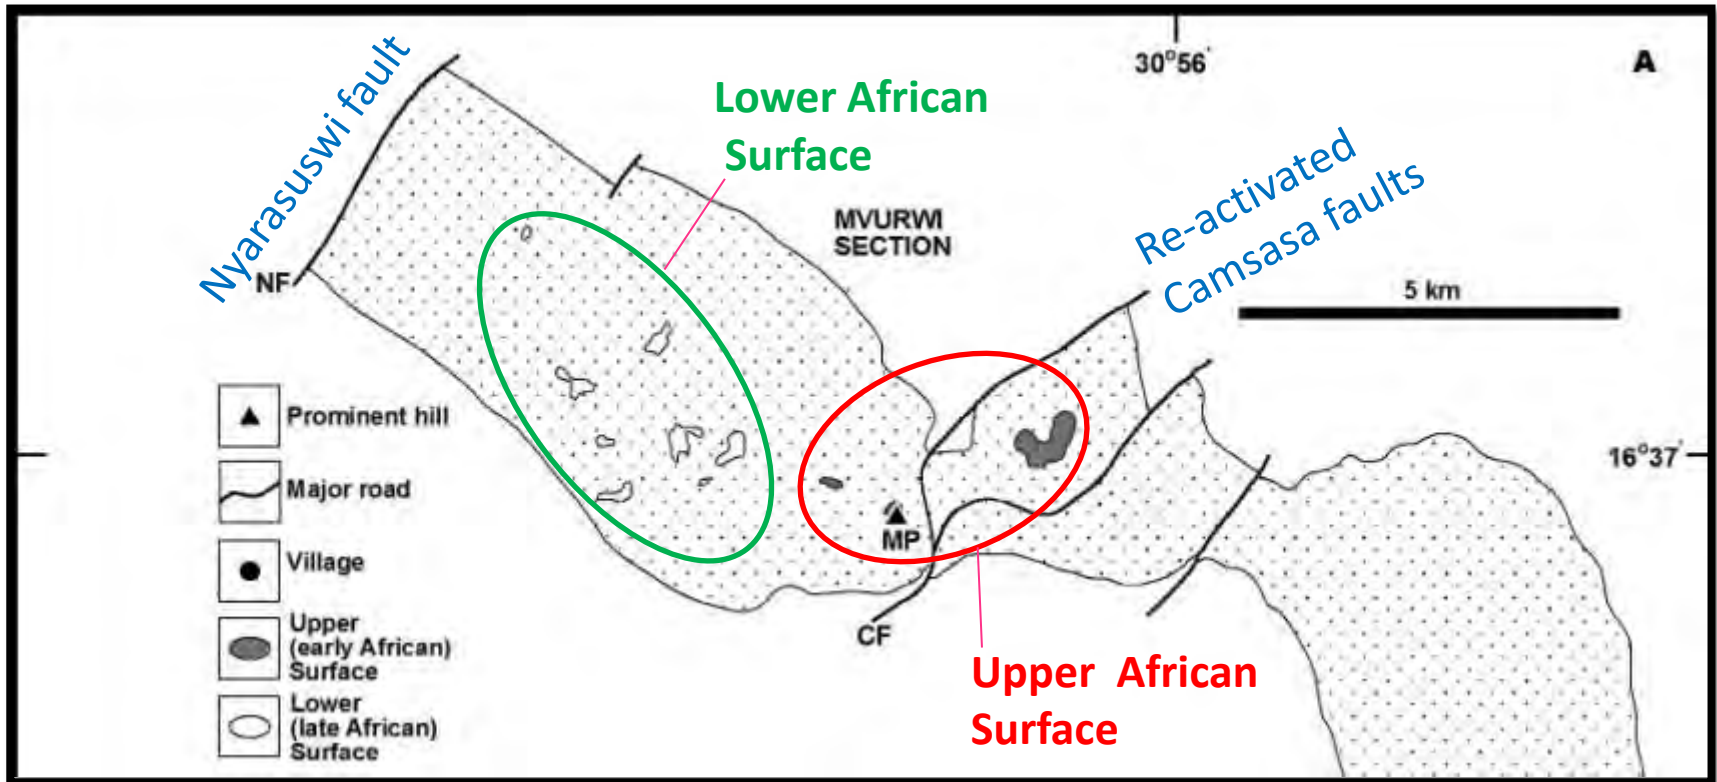 30°56'
A
Nyarasuswi fault
Lower African
Surface
MVURWI
SECTION
Re-activated
Camsasa faults
NF
5 km
Prominent hill
Major road
Village
Upper
(early African)
Surface
Lower
(late African)
Surface
16°37'
MP
CF
Upper African
Surface